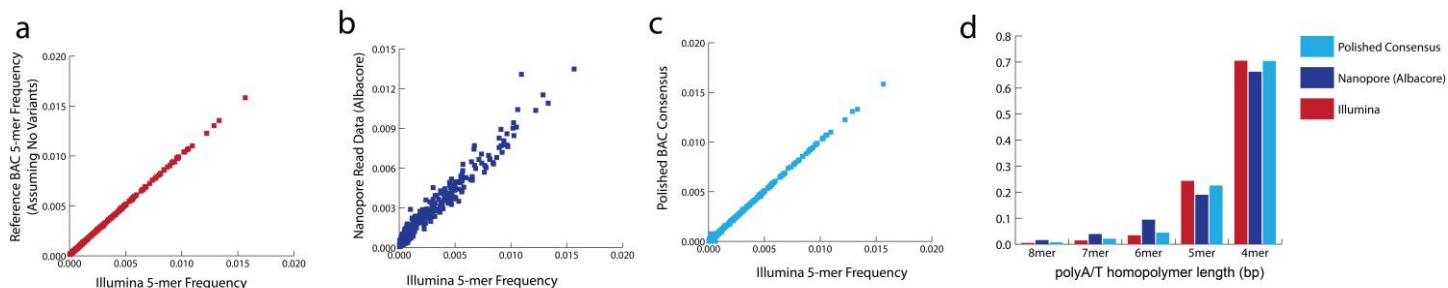 a
Reference BAC 5-mer Frequency
(Assuming No Variants)
0.020
0.015
0.010
0.005
0.000
0.000 0.005 0.010 0.015 0.020
Illumina 5-mer Frequency
b
Nanopore Read Data (Albacore)
0.015
0.012
0.009
0.006
0.003
0.000
0.000 0.005 0.010 0.015 0.020
Illumina 5-mer Frequency
c
Polished BAC Consensus
0.020
0.015
0.010
0.005
0.000
0.000 0.005 0.010 0.015 0.020
Illumina 5-mer Frequency
d
0.8
0.7
0.6
0.5
0.4
0.3
0.2
0.1
0.0
8mer 7mer 6mer 5mer 4mer
polyA/T homopolymer length (bp)
Polished Consensus
Nanopore (Albacore)
Illumina